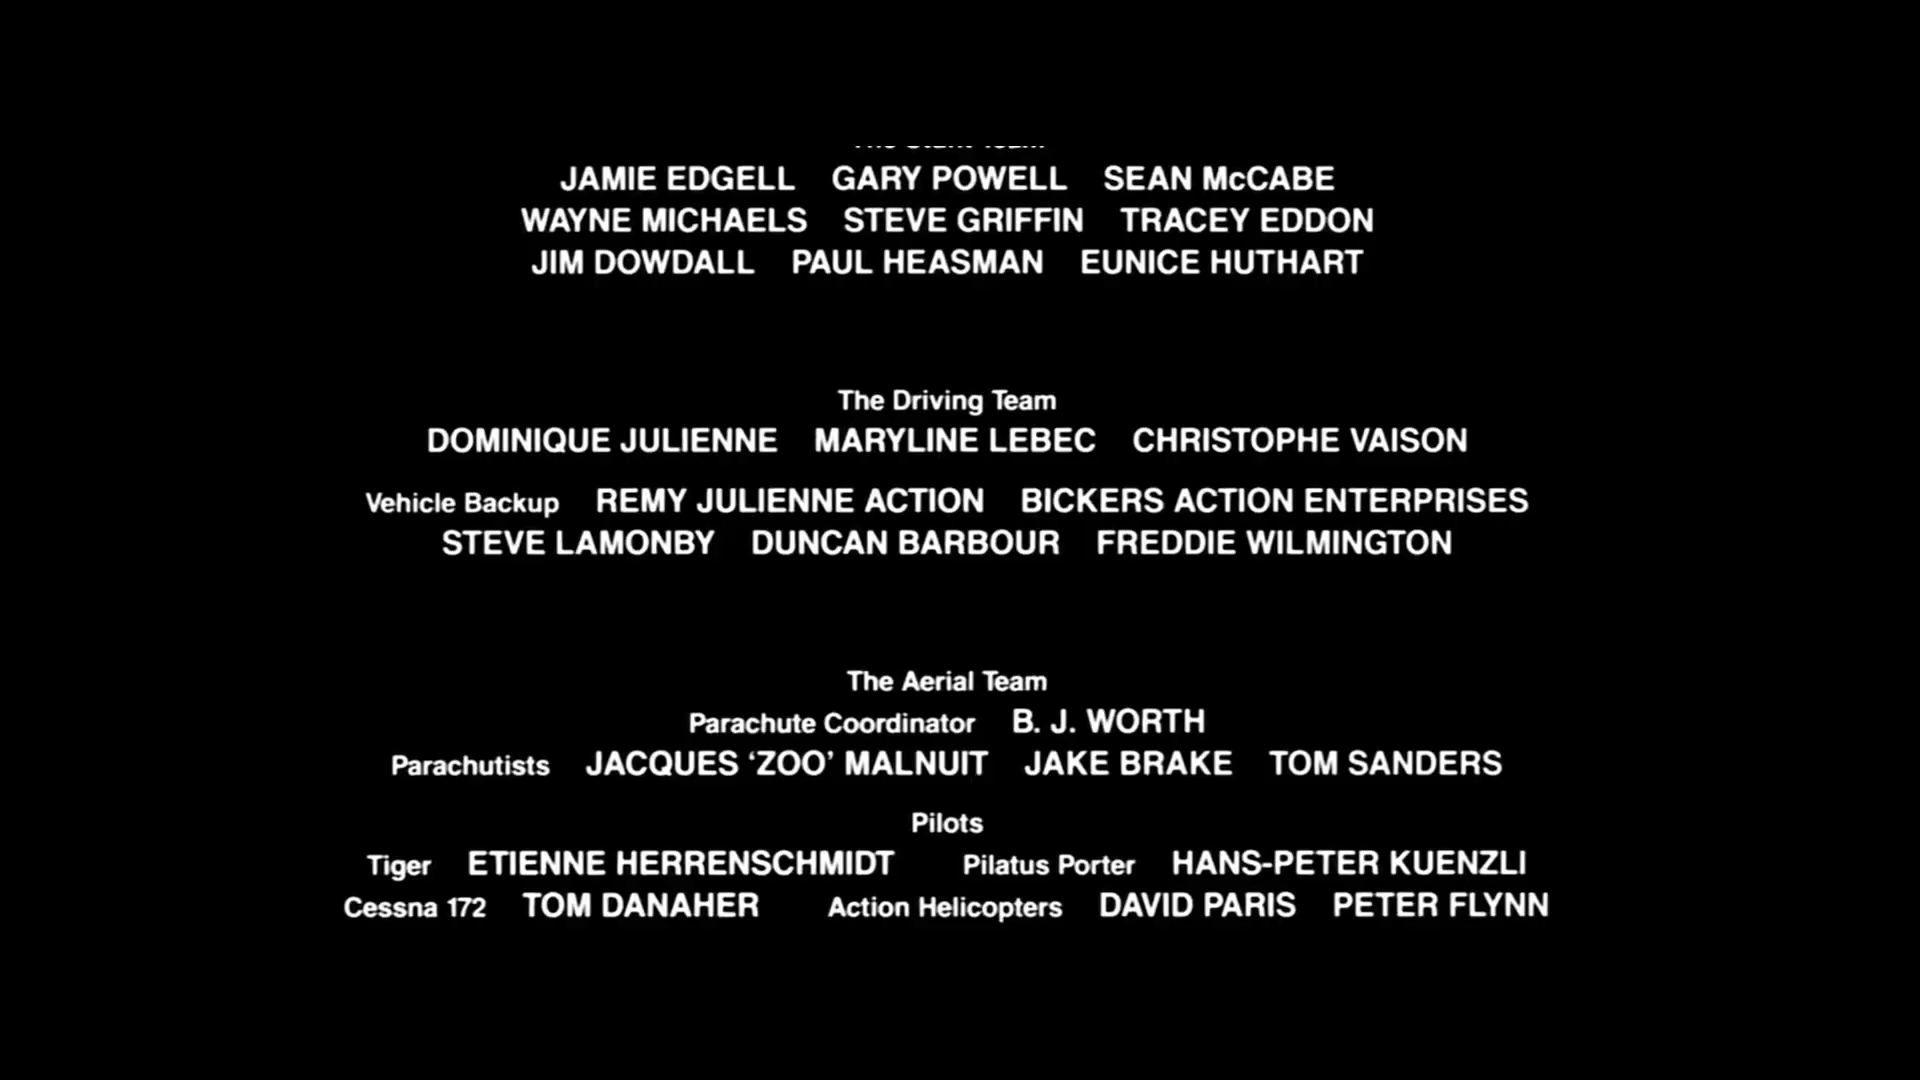 JAMIE EDGELL GARY POWELL SEAN McCABE
WAYNE MICHAELS STEVE GRIFFIN TRACEY EDDON
JIM DOWDALL PAUL HEASMAN EUNICE HUTHART
The Driving Team
DOMINIQUE JULIENNE MARYLINE LEBEC CHRISTOPHE VAISON
Vehicle Backup REMY JULIENNE ACTION BICKERS ACTION ENTERPRISES
STEVE LAMONBY DUNCAN BARBOUR FREDDIE WILMINGTON
The Aerial Team
Parachute Coordinator B. J. WORTH
Parachutists JACQUES ‘ZOO’ MALNUIT JAKE BRAKE TOM SANDERS
Pilots
Tiger ETIENNE HERRENSCHMIDT Pilatus Porter HANS-PETER KUENZLI
Cessna 172 TOM DANAHER Action Helicopters DAVID PARIS PETER FLYNN